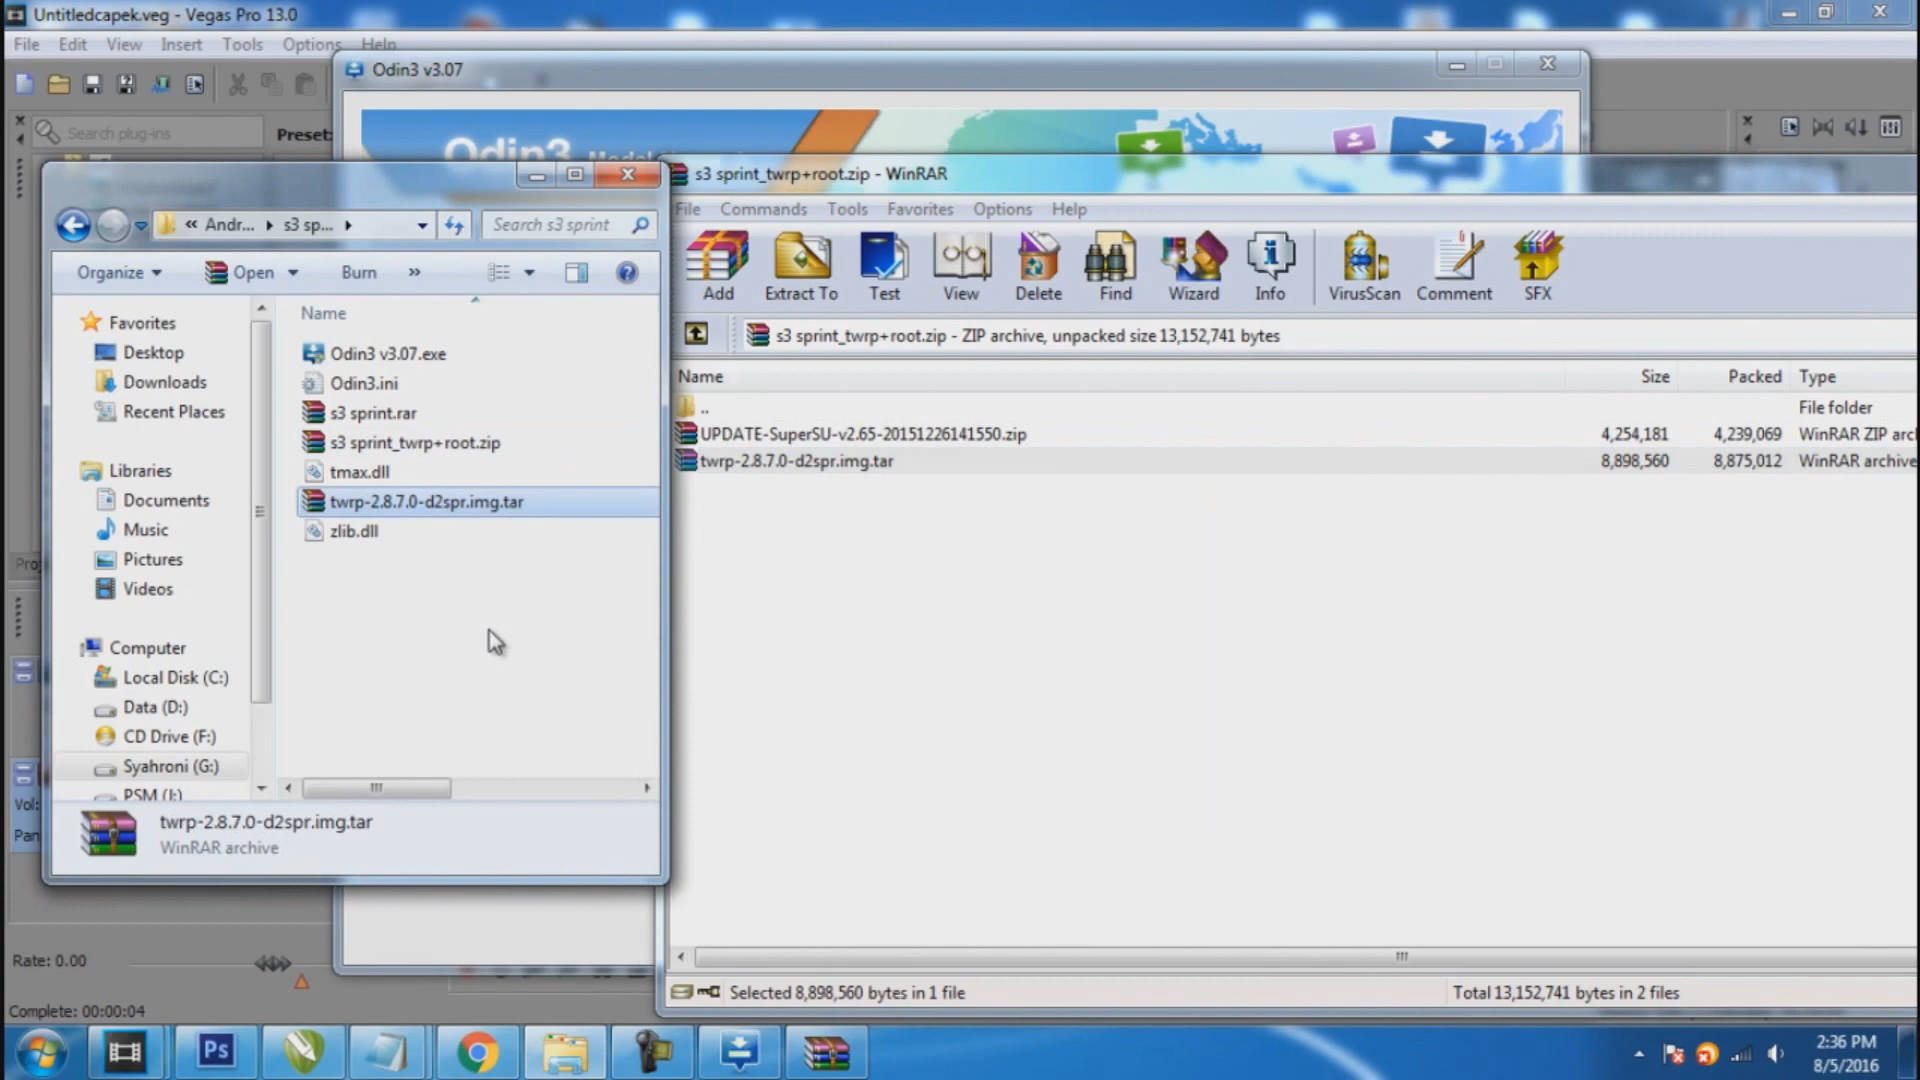 Untitledcapek.veg - Vegas Pro 13.0
File Edit View Insert Tools Options Help
Odin3 v3.07
Search plug-ins
Preset:
Odin3
s3 sprint_twrp+root.zip - WinRAR
File Commands Tools Favorites Options Help
« Andr... s3 sp...
Search s3 sprint
Organize Open Burn »
Add Extract To Test View Delete Find Wizard Info VirusScan Comment SFX
s3 sprint_twrp+root.zip - ZIP archive, unpacked size 13,152,741 bytes
Name Size Packed Type
.. File folder
UPDATE-SuperSU-v2.65-20151226141550.zip 4,254,181 4,239,069 WinRAR ZIP arc
twrp-2.8.7.0-d2spr.img.tar 8,898,560 8,875,012 WinRAR archive
Favorites
Desktop
Downloads
Recent Places
Libraries
Documents
Music
Pictures
Videos
Computer
Local Disk (C:)
Data (D:)
CD Drive (F:)
Syahroni (G:)
PSM (I:)
Name
Odin3 v3.07.exe
Odin3.ini
s3 sprint.rar
s3 sprint_twrp+root.zip
tmax.dll
twrp-2.8.7.0-d2spr.img.tar
zlib.dll
twrp-2.8.7.0-d2spr.img.tar
WinRAR archive
Vol:
Pan
Rate: 0.00
Complete: 00:00:04
Selected 8,898,560 bytes in 1 file
Total 13,152,741 bytes in 2 files
Ps
2:36 PM
8/5/2016